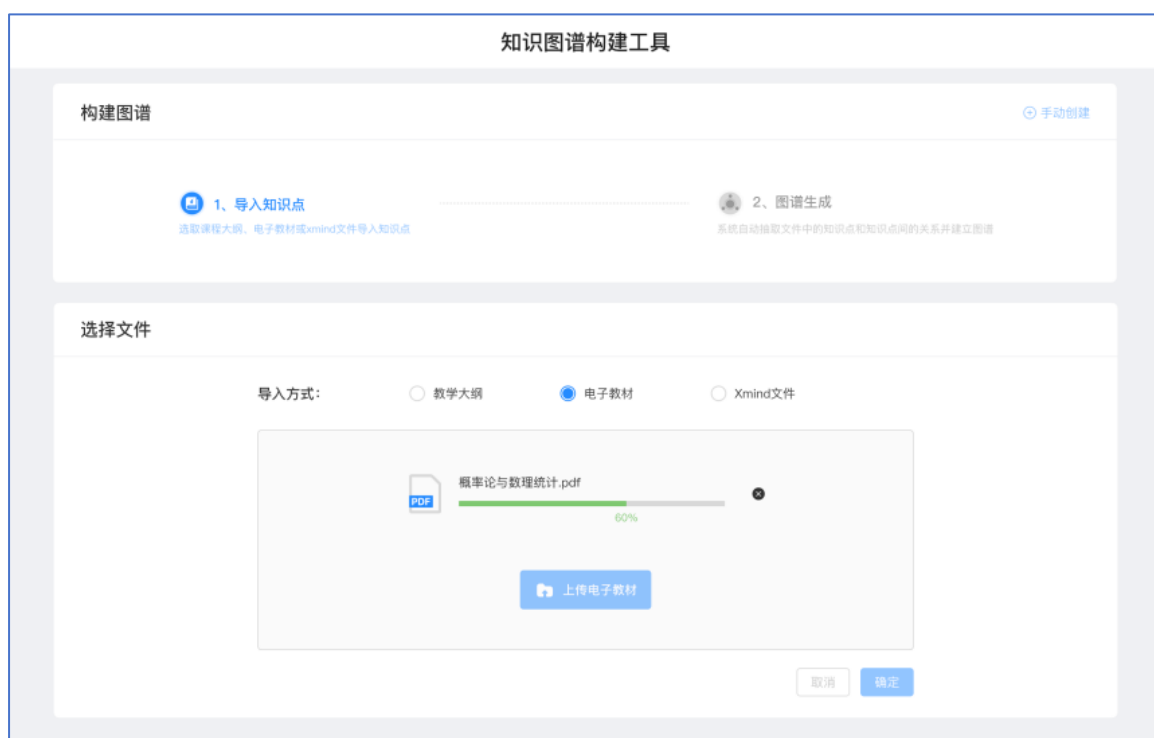 知识图谱构建工具
构建图谱
手动创建
1、导入知识点
2、图谱生成
选取课程大纲、电子教材或xmind文件导入知识点
系统自动抽取文件中的知识点和知识点间的关系并建立图谱
选择文件
导入方式：
教学大纲
电子教材
Xmind文件
概率论与数理统计.pdf
PDF
60%
上传电子教材
取消
确定